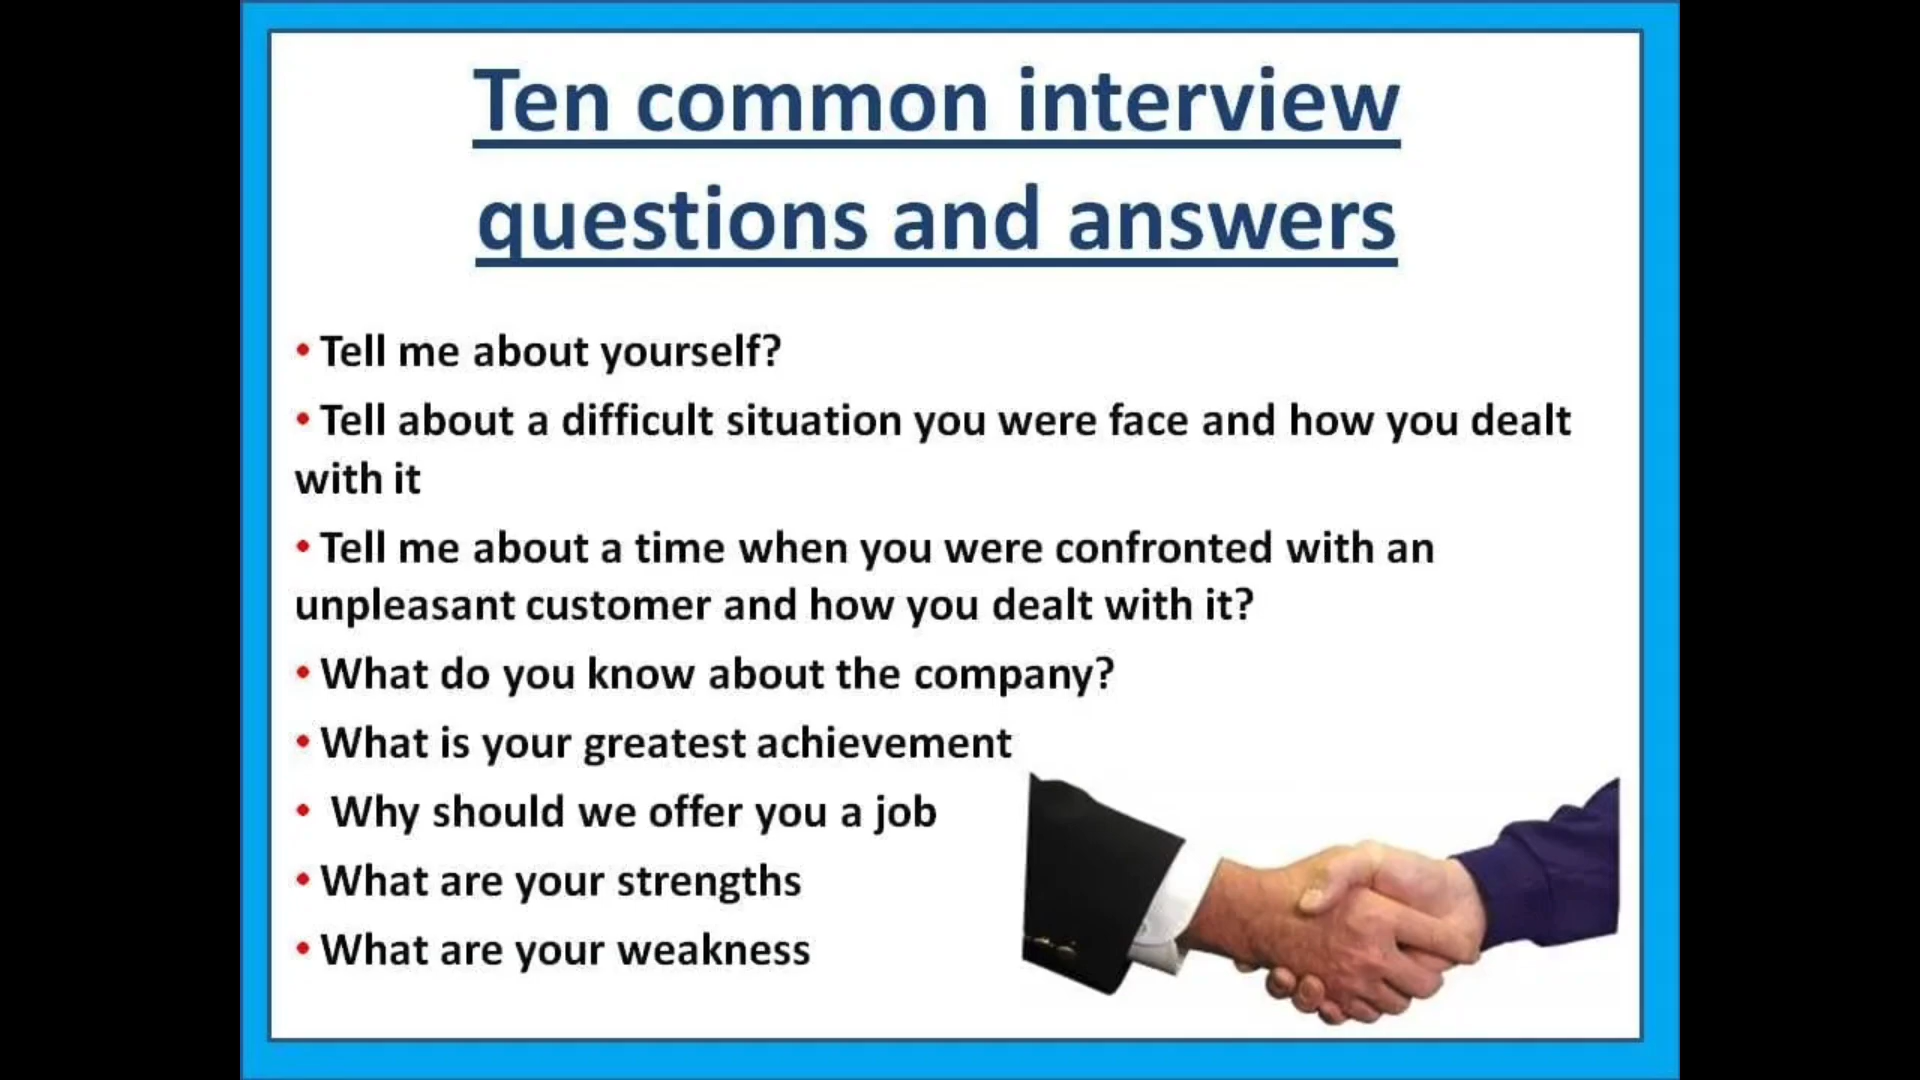 Ten common interview
questions and answers
• Tell me about yourself?
• Tell about a difficult situation you were face and how you dealt
with it
• Tell me about a time when you were confronted with an
unpleasant customer and how you dealt with it?
• What do you know about the company?
• What is your greatest achievement
• Why should we offer you a job
• What are your strengths
• What are your weakness